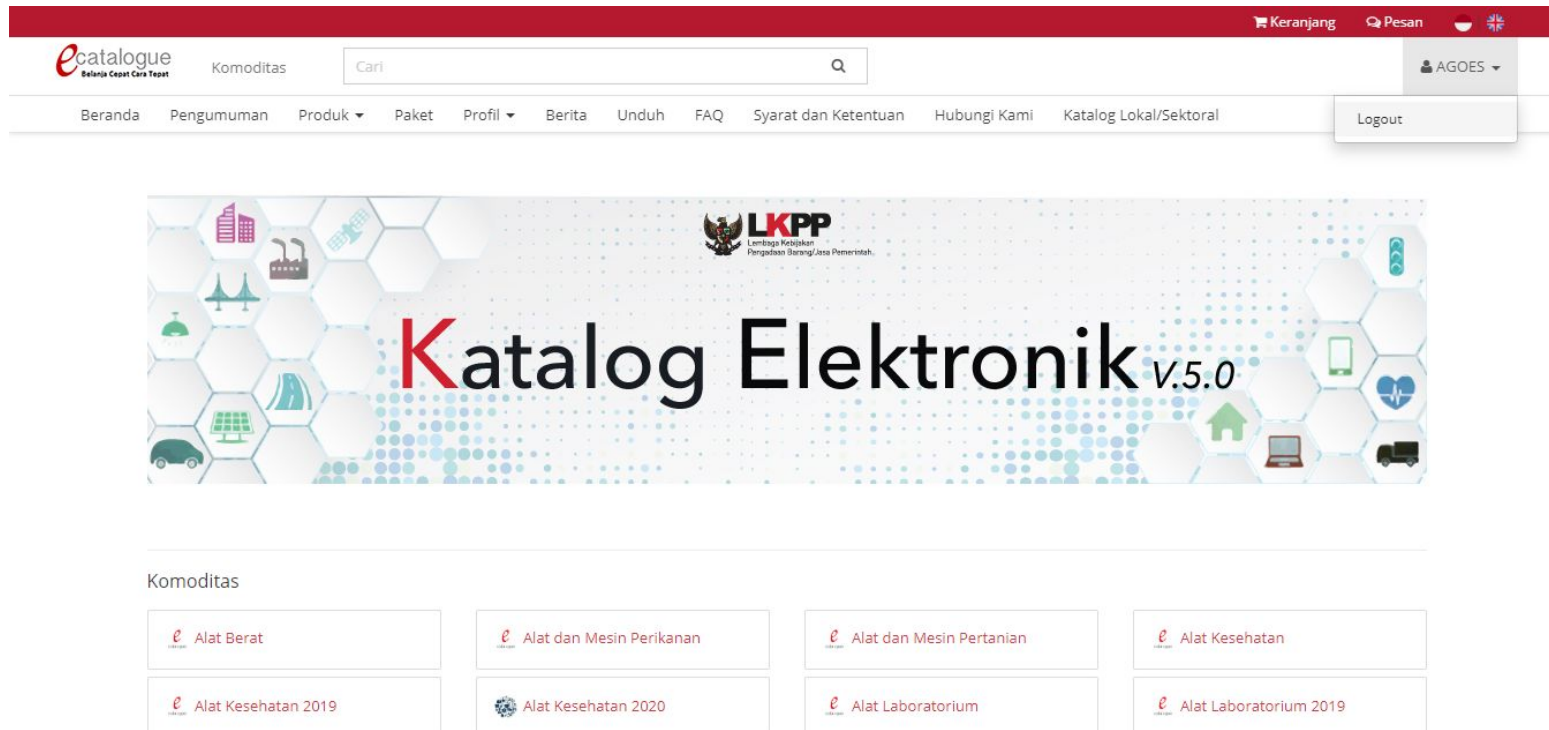 Keranjang Pesan
ecatalogue
Belanja Cepat Cara Tepat
Komoditas
Cari
AGOES
Beranda Pengumuman Produk Paket Profil Berita Unduh FAQ Syarat dan Ketentuan Hubungi Kami Katalog Lokal/Sektoral
Logout
LKPP
Lembaga Kebijakan
Pengadaan Barang/Jasa Pemerintah
Katalog Elektronik V.5.0
Komoditas
Alat Berat
Alat dan Mesin Perikanan
Alat dan Mesin Pertanian
Alat Kesehatan
Alat Kesehatan 2019
Alat Kesehatan 2020
Alat Laboratorium
Alat Laboratorium 2019